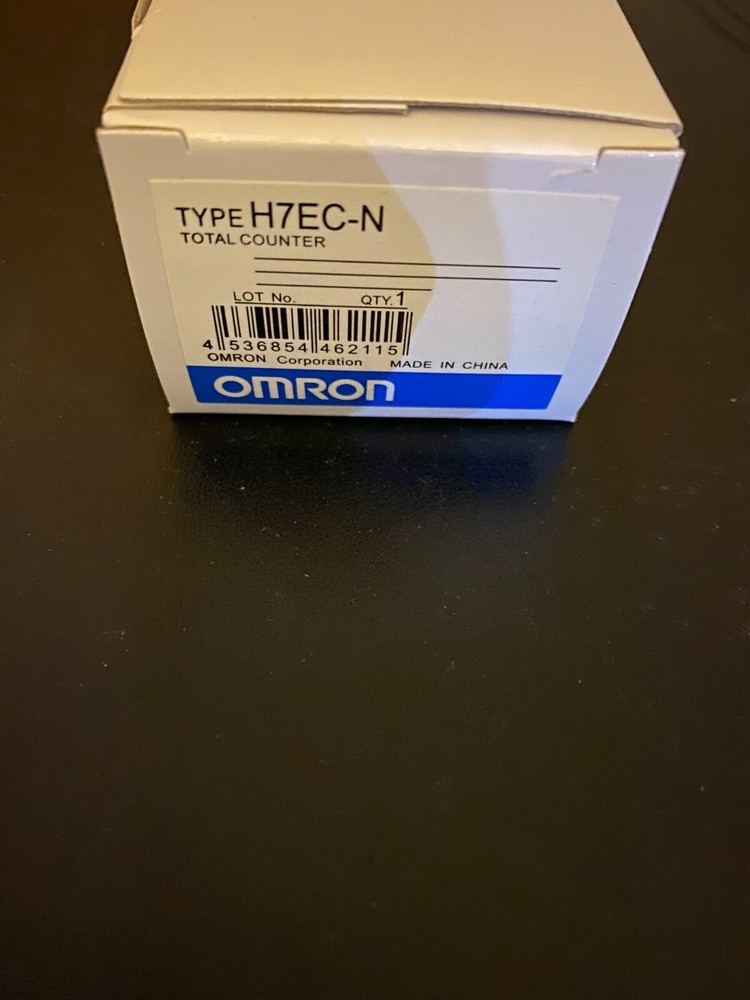 TYPE H7EC-N
TOTAL COUNTER
LOT No. QTY.1
4 536854 462115
OMRON Corporation MADE IN CHINA
OMRON